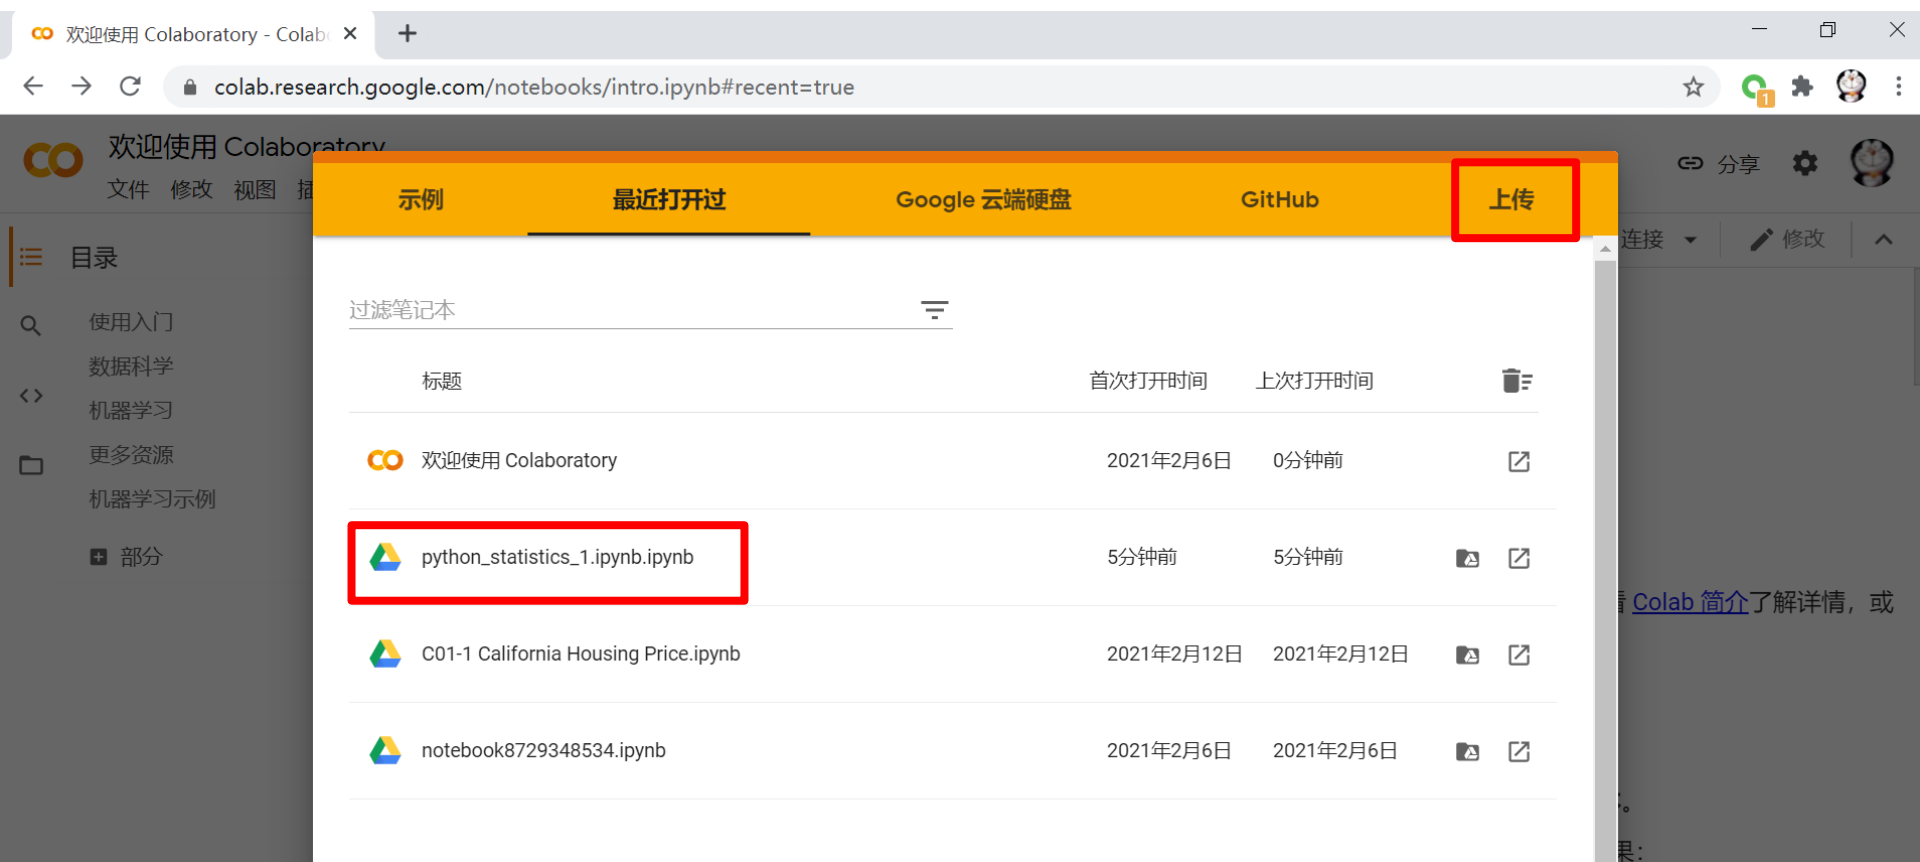 欢迎使用 Colaboratory - Colab
colab.research.google.com/notebooks/intro.ipynb#recent=true
1
欢迎使用 Colaboratory
分享
文件 修改 视图 插
示例 最近打开过 Google 云端硬盘 GitHub 上传
连接 修改
目录
使用入门
数据科学
机器学习
更多资源
机器学习示例
部分
过滤笔记本
标题 首次打开时间 上次打开时间
欢迎使用 Colaboratory 2021年2月6日 0分钟前
python_statistics_1.ipynb.ipynb 5分钟前 5分钟前
C01-1 California Housing Price.ipynb 2021年2月12日 2021年2月12日
notebook8729348534.ipynb 2021年2月6日 2021年2月6日
Colab 简介了解详情，或
。
果：